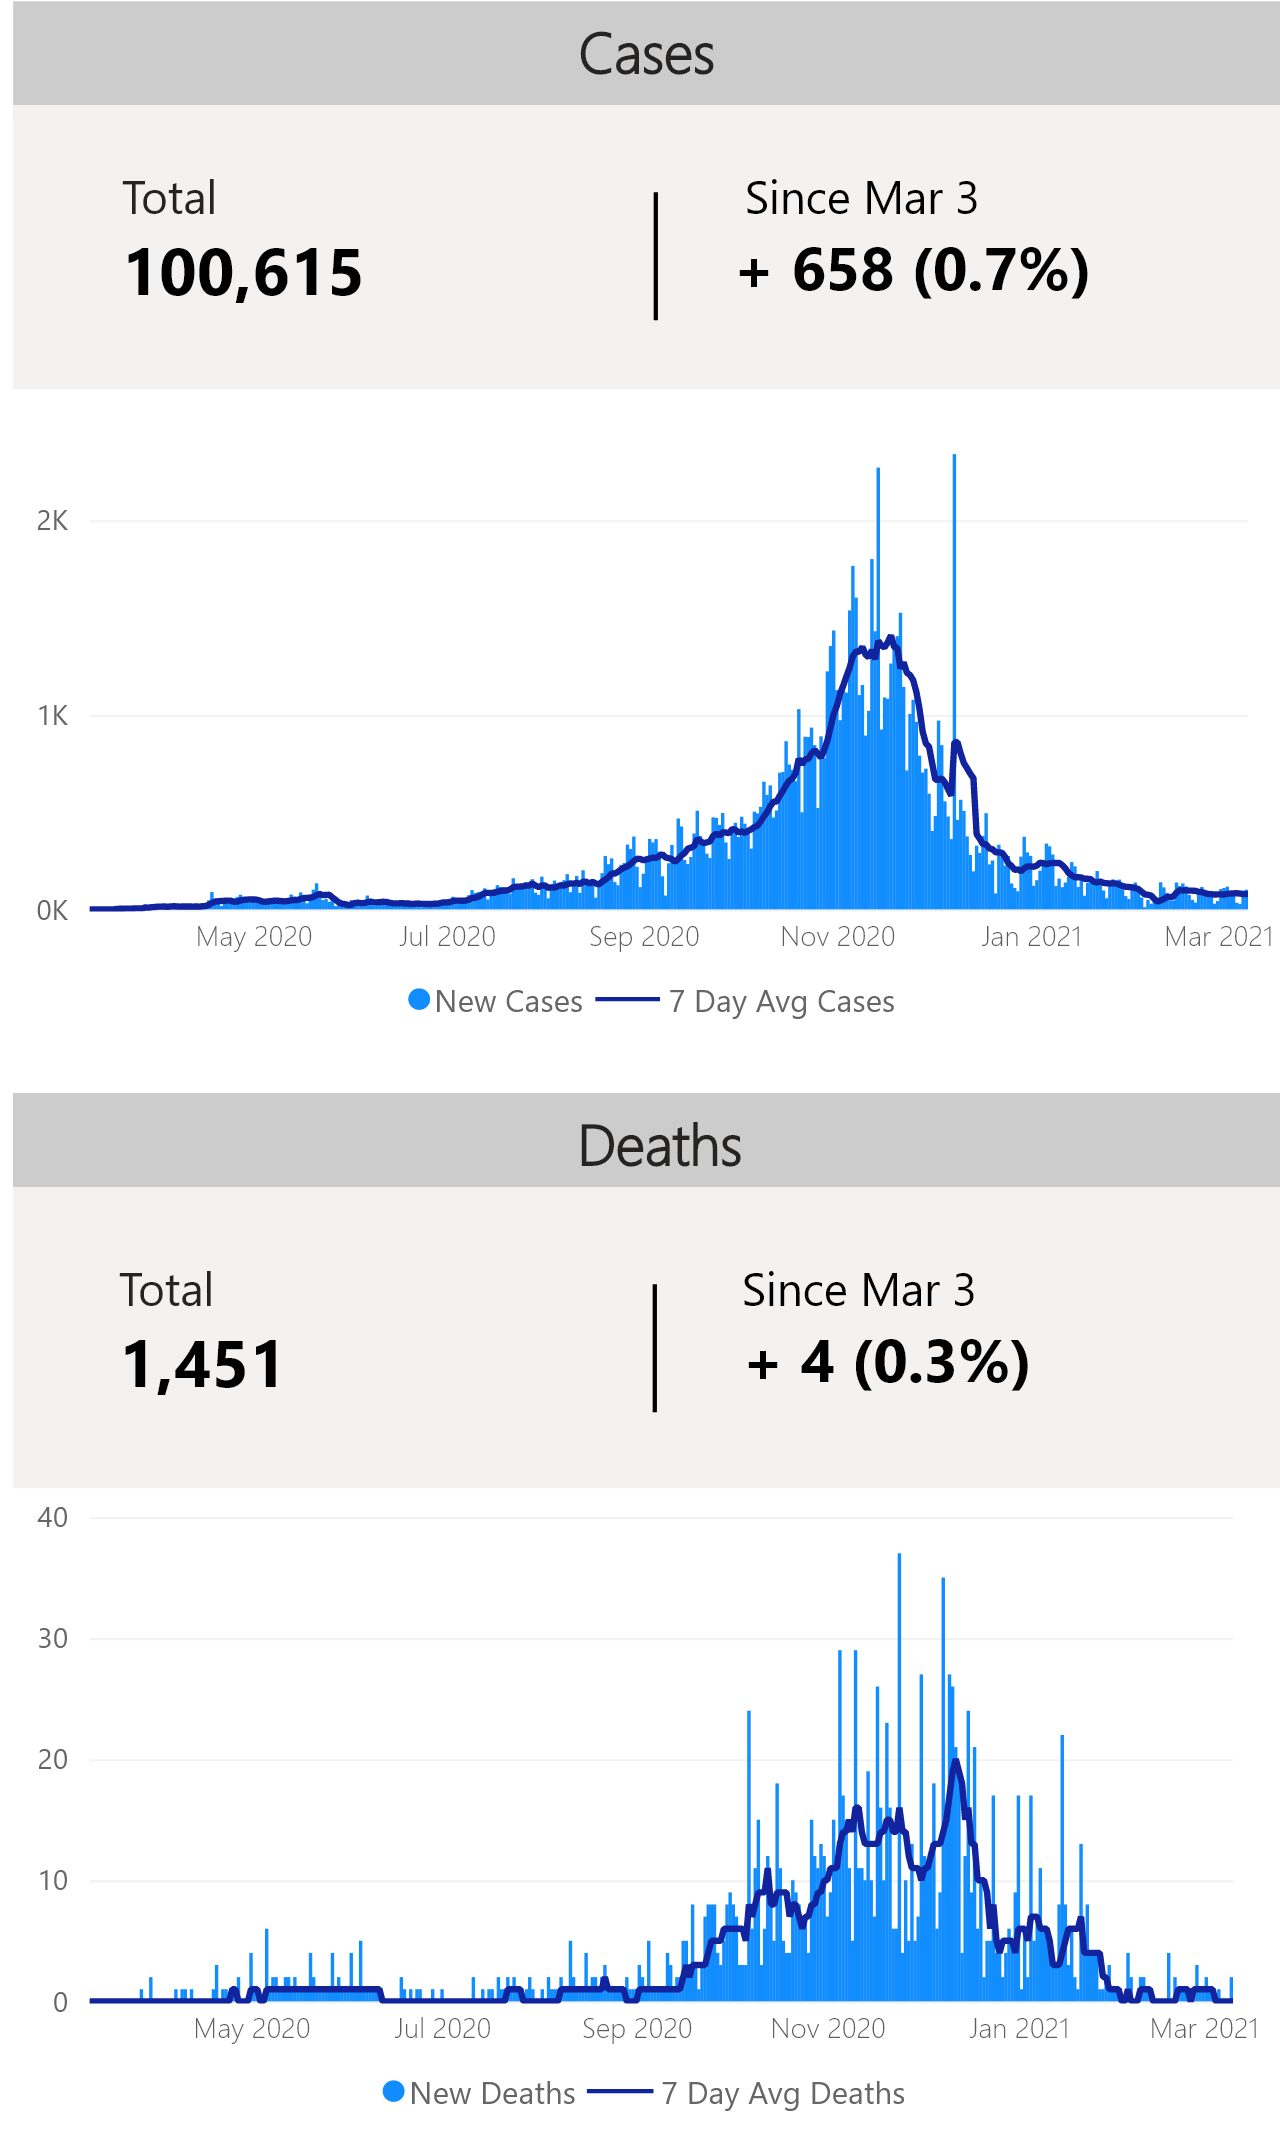 Cases
Total
Since Mar 3
100,615
+ 658 (0.7%)
2K
1K
0K
May 2020
Jul 2020
Sep 2020
Nov 2020
Jan 2021
Mar 2021
New Cases
7 Day Avg Cases
Deaths
Total
Since Mar 3
1,451
+ 4 (0.3%)
40
30
20
10
0
May 2020
Jul 2020
Sep 2020
Nov 2020
Jan 2021
Mar 2021
New Deaths
7 Day Avg Deaths